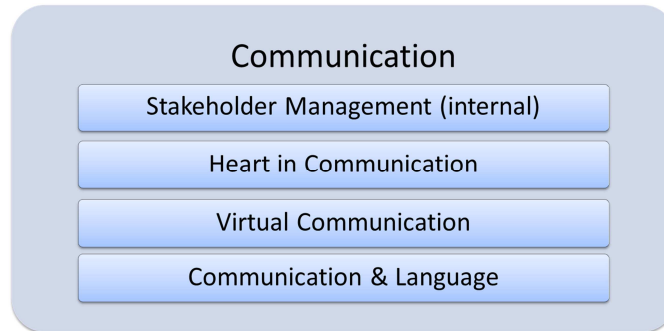 Communication
Stakeholder Management (internal)
Heart in Communication
Virtual Communication
Communication & Language